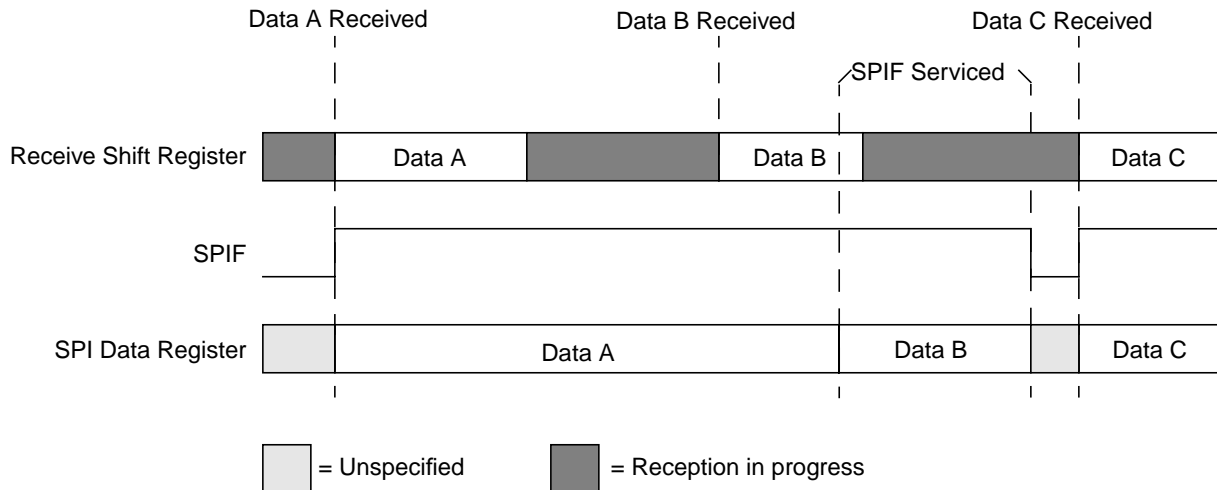 Data A Received
Data B Received
Data C Received
SPIF Serviced
Receive Shift Register
Data A
Data B
Data C
SPIF
SPI Data Register
Data A
Data B
Data C
= Unspecified
= Reception in progress